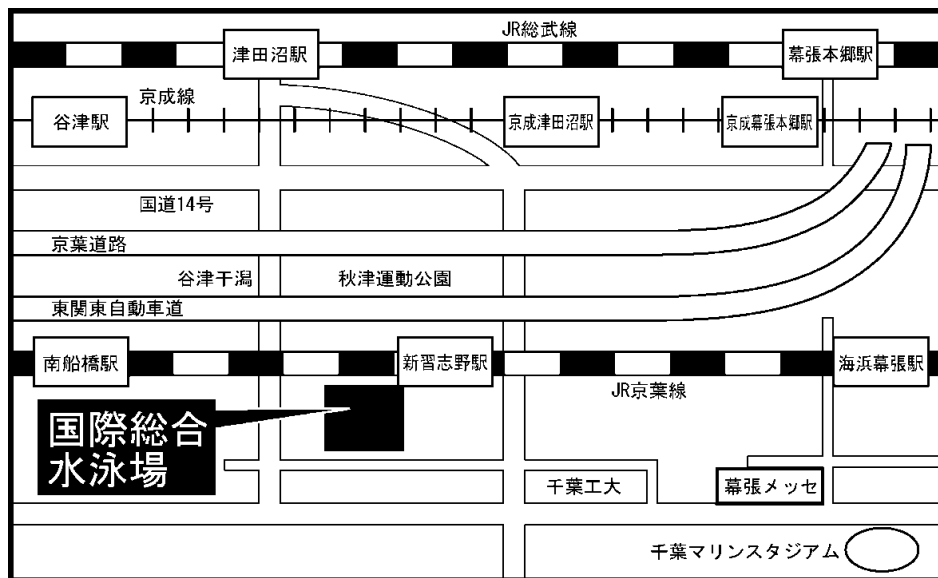 JR総武線
津田沼駅
幕張本郷駅
京成線
谷津駅
京成津田沼駅
京成幕張本郷駅
国道14号
京葉道路
谷津干潟
秋津運動公園
東関東自動車道
南船橋駅
新習志野駅
海浜幕張駅
JR京葉線
国際総合
水泳場
千葉工大
幕張メッセ
千葉マリンスタジアム